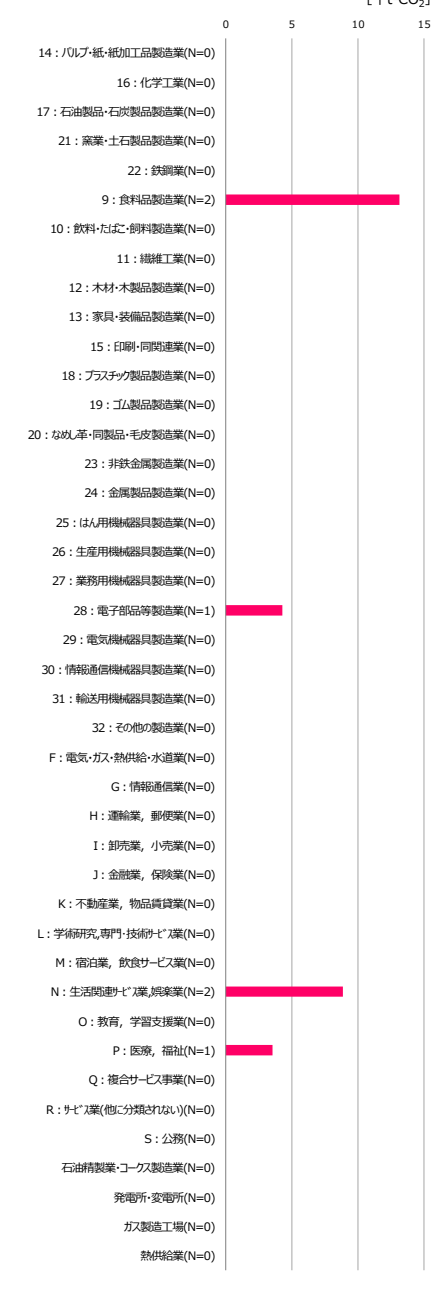 [千t-CO2]
0 5 10 15
14：パルプ・紙・紙加工品製造業(N=0)
16：化学工業(N=0)
17：石油製品・石炭製品製造業(N=0)
21：窯業・土石製品製造業(N=0)
22：鉄鋼業(N=0)
9：食料品製造業(N=2)
10：飲料・たばこ・飼料製造業(N=0)
11：繊維工業(N=0)
12：木材・木製品製造業(N=0)
13：家具・装備品製造業(N=0)
15：印刷・同関連業(N=0)
18：プラスチック製品製造業(N=0)
19：ゴム製品製造業(N=0)
20：なめし革・同製品・毛皮製造業(N=0)
23：非鉄金属製造業(N=0)
24：金属製品製造業(N=0)
25：はん用機械器具製造業(N=0)
26：生産用機械器具製造業(N=0)
27：業務用機械器具製造業(N=0)
28：電子部品等製造業(N=1)
29：電気機械器具製造業(N=0)
30：情報通信機械器具製造業(N=0)
31：輸送用機械器具製造業(N=0)
32：その他の製造業(N=0)
F：電気・ガス・熱供給・水道業(N=0)
G：情報通信業(N=0)
H：運輸業，郵便業(N=0)
I：卸売業，小売業(N=0)
J：金融業，保険業(N=0)
K：不動産業，物品賃貸業(N=0)
L：学術研究,専門・技術ｻｰﾋﾞｽ業(N=0)
M：宿泊業，飲食サービス業(N=0)
N：生活関連ｻｰﾋﾞｽ業,娯楽業(N=2)
O：教育，学習支援業(N=0)
P：医療，福祉(N=1)
Q：複合サービス事業(N=0)
R：ｻｰﾋﾞｽ業(他に分類されない)(N=0)
S：公務(N=0)
石油精製業・コークス製造業(N=0)
発電所・変電所(N=0)
ガス製造工場(N=0)
熱供給業(N=0)